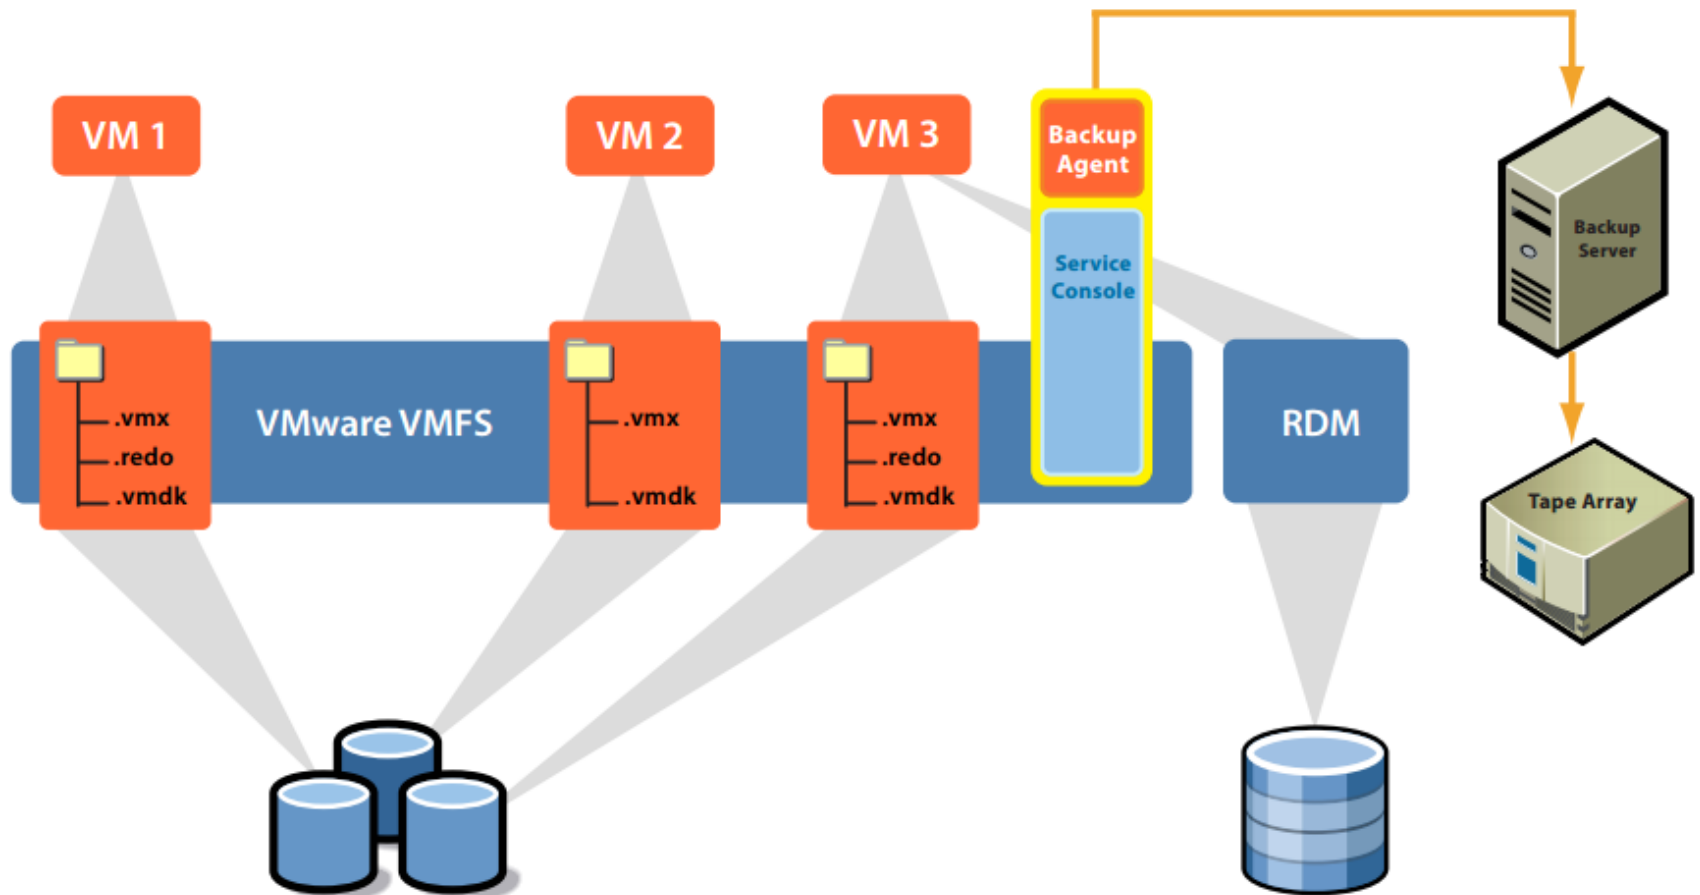 VM 1
VM 2
VM 3
Backup
Agent
Service
Console
Backup
Server
.vmx
.redo
.vmdk
VMware VMFS
.vmx
.vmdk
.vmx
.redo
.vmdk
RDM
Tape Array